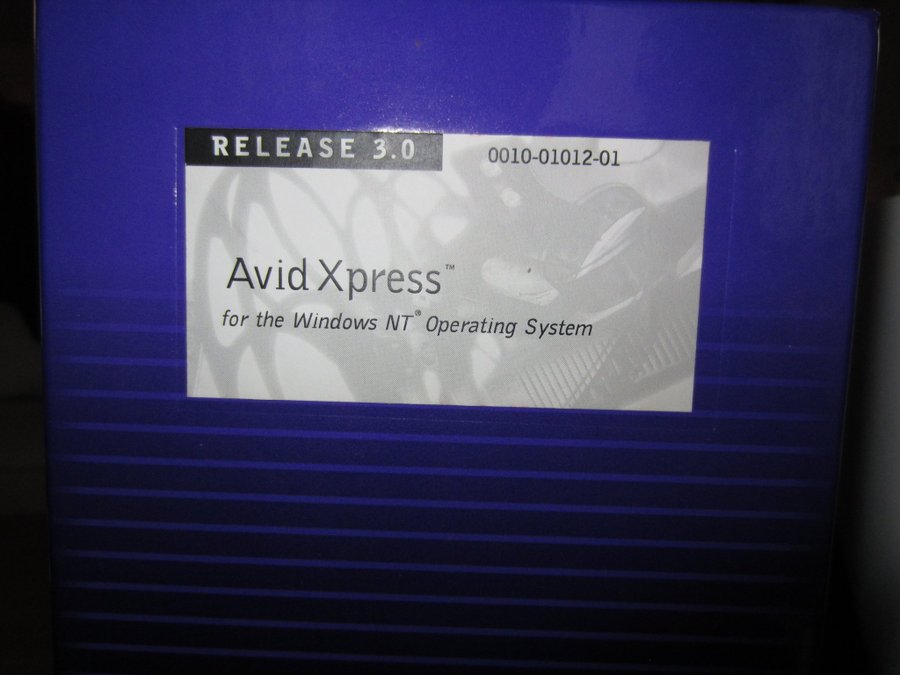 RELEASE 3.0
0010-01012-01
Avid Xpress™
for the Windows NT® Operating System